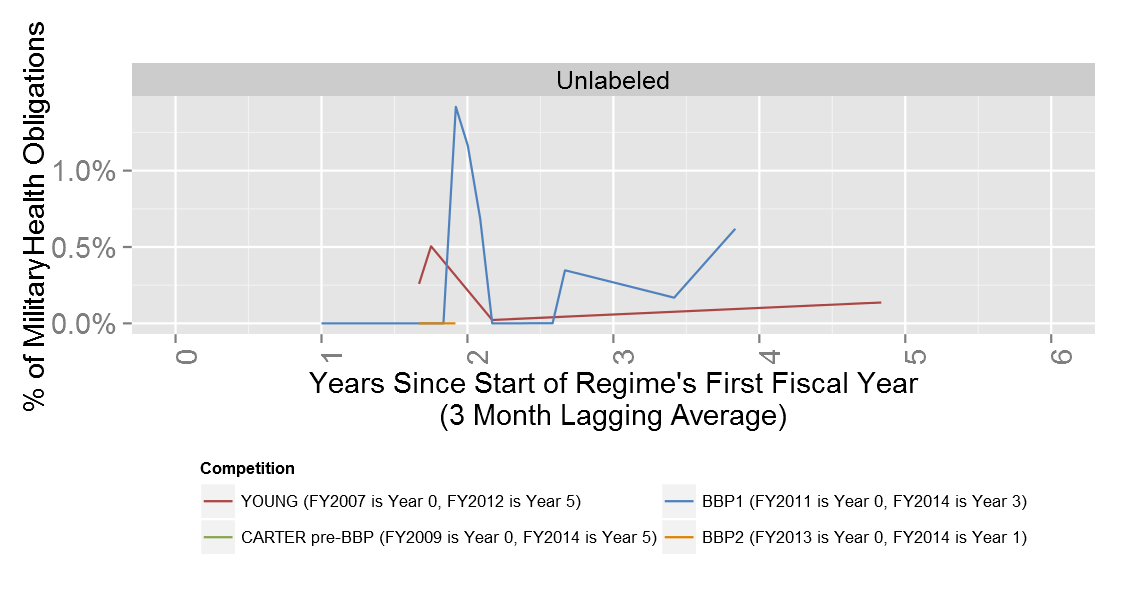 Unlabeled
% of Military Health Obligations
1.0%
0.5%
0.0%
0 1 2 3 4 5 6
Years Since Start of Regime's First Fiscal Year
(3 Month Lagging Average)
Competition
YOUNG (FY2007 is Year 0, FY2012 is Year 5)
BBP1 (FY2011 is Year 0, FY2014 is Year 3)
CARTER pre-BBP (FY2009 is Year 0, FY2014 is Year 5)
BBP2 (FY2013 is Year 0, FY2014 is Year 1)